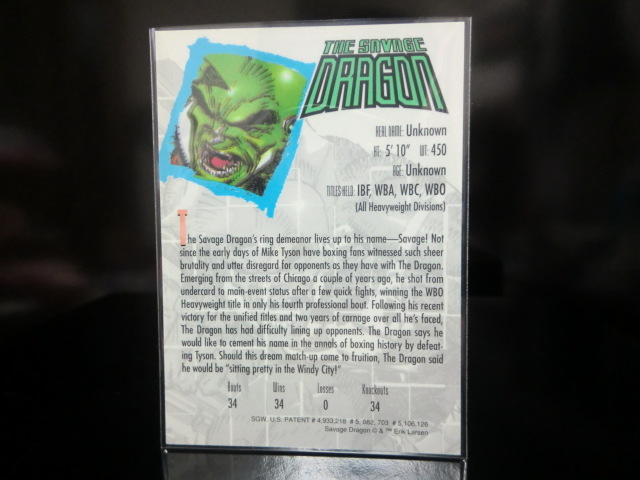 THE SAVAGE
DRAGON
REAL NAME: Unknown
HT: 5' 10" WT: 450
AGE: Unknown
TITLES HELD: IBF, WBA, WBC, WBO
(All Heavyweight Divisions)
The Savage Dragon's ring demeanor lives up to his name—Savage! Not
since the early days of Mike Tyson have boxing fans witnessed such sheer
brutality and utter disregard for opponents as they have with The Dragon.
Emerging from the streets of Chicago a couple of years ago, he shot from
undercard to main-event status after a few quick fights, winning the WBO
Heavyweight title in only his fourth professional bout. Following his recent
victory for the unified titles and two years of carnage over all he's faced,
The Dragon has had difficulty lining up opponents. The Dragon says he
would like to cement his name in the annals of boxing history by defeat-
ing Tyson. Should this dream match-up come to fruition, The Dragon said
he would be "sitting pretty in the Windy City!"
Bouts Wins Losses Knockouts
34 34 0 34
SGW, U.S. PATENT # 4,933,218 # 5, 082, 703 # 5,106,126
Savage Dragon © & ™ Erik Larsen